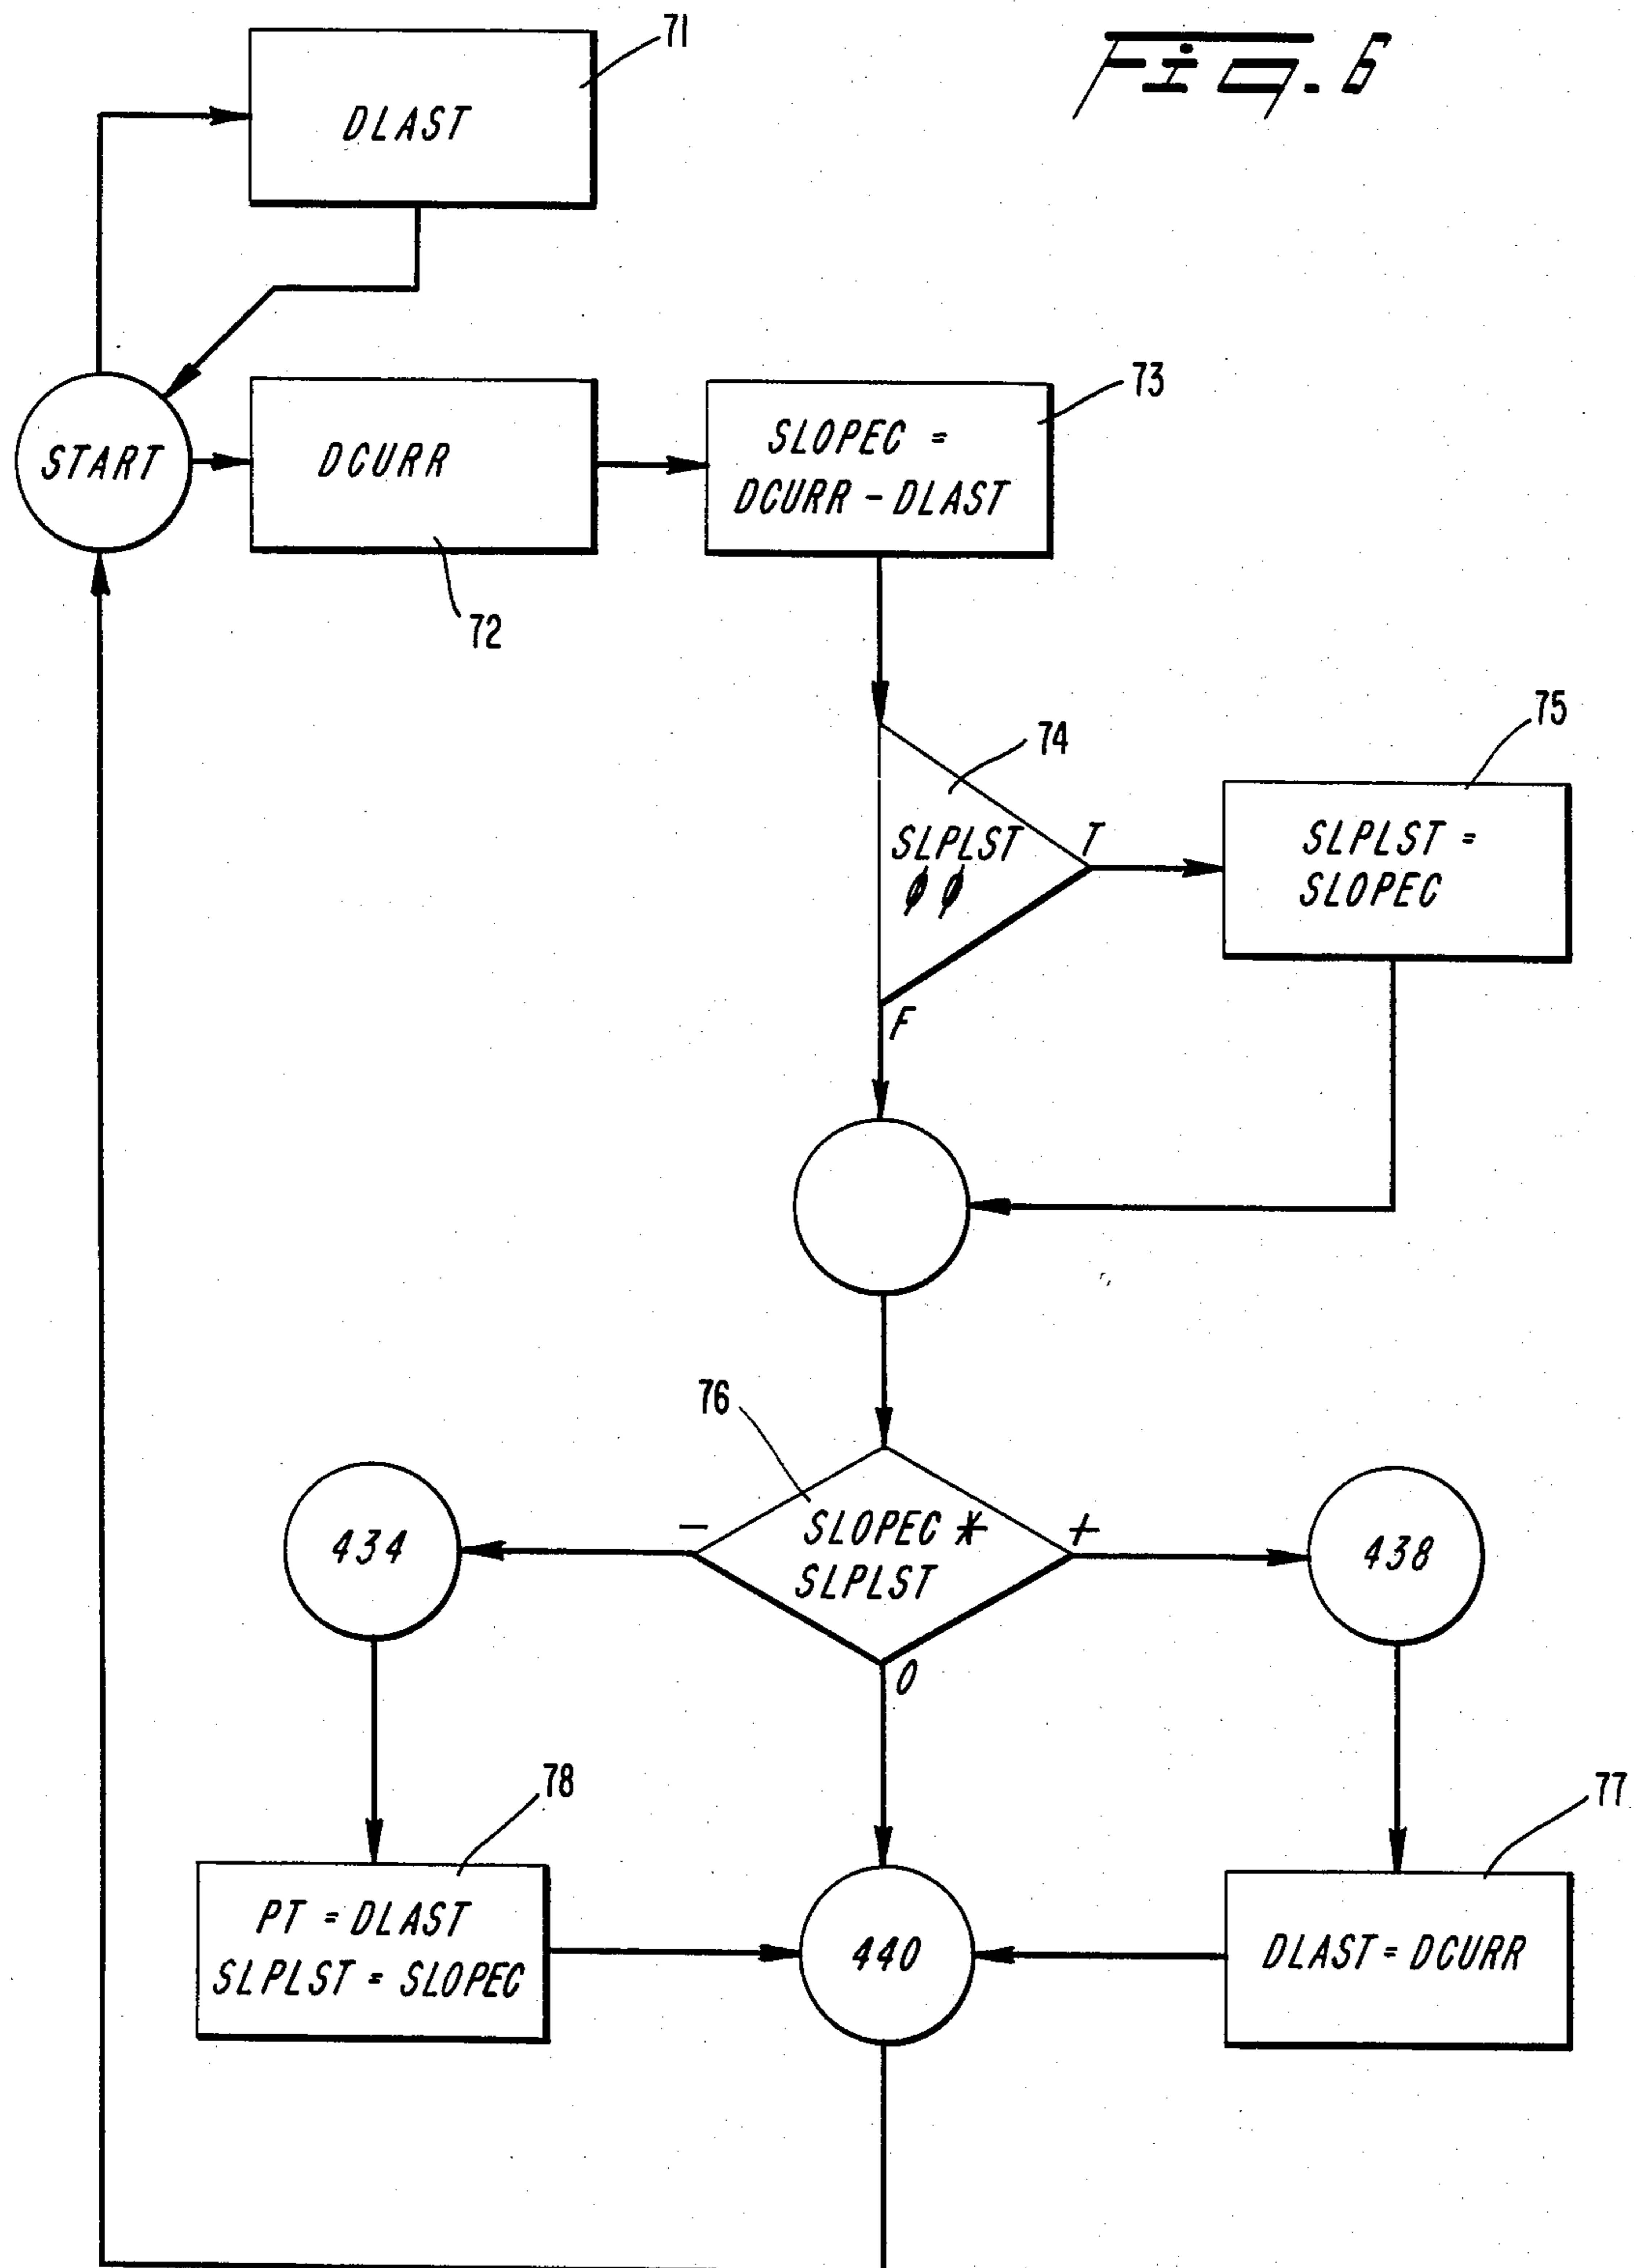 Fig. 6
71
DLAST
START
DCURR
72
SLOPEC =
DCURR - DLAST
73
74
SLPLST
φ φ
T
F
75
SLPLST =
SLOPEC
76
SLOPEC *
SLPLST
-
+
0
434
438
78
PT = DLAST
SLPLST = SLOPEC
440
77
DLAST = DCURR